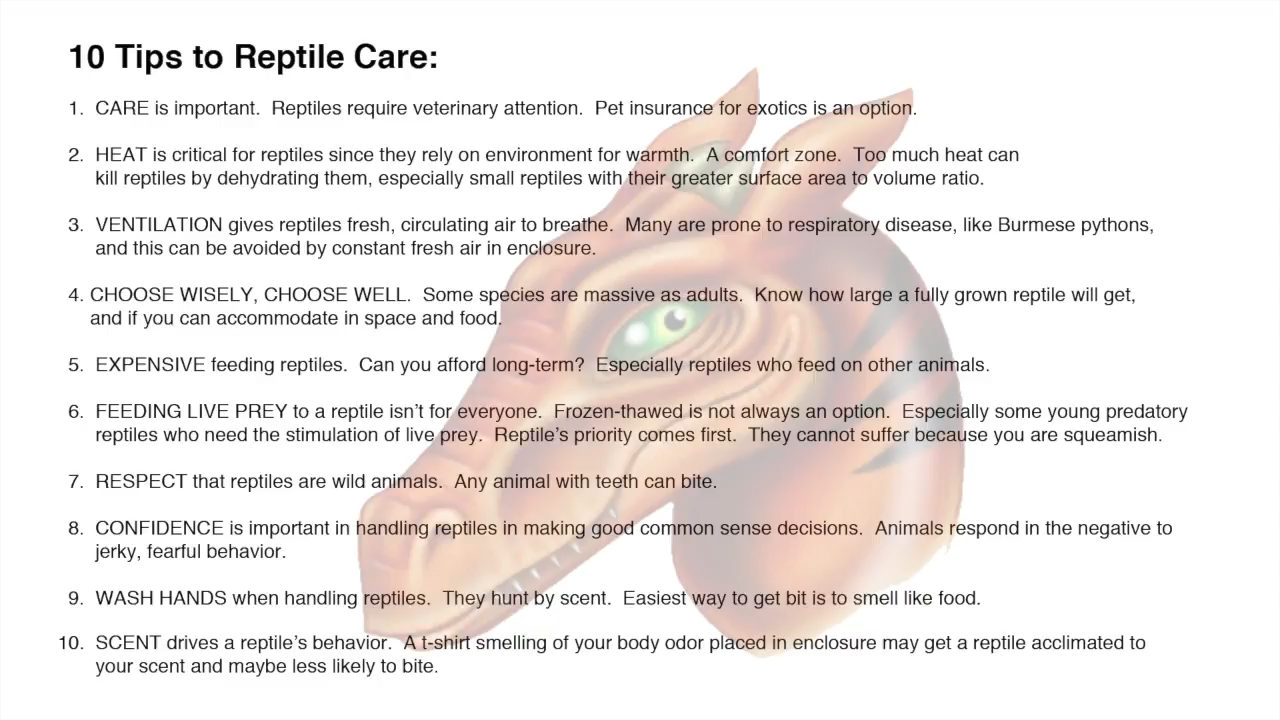 10 Tips to Reptile Care:
1. CARE is important. Reptiles require veterinary attention. Pet insurance for exotics is an option.
2. HEAT is critical for reptiles since they rely on environment for warmth. A comfort zone. Too much heat can
kill reptiles by dehydrating them, especially small reptiles with their greater surface area to volume ratio.
3. VENTILATION gives reptiles fresh, circulating air to breathe. Many are prone to respiratory disease, like Burmese pythons,
and this can be avoided by constant fresh air in enclosure.
4. CHOOSE WISELY, CHOOSE WELL. Some species are massive as adults. Know how large a fully grown reptile will get,
and if you can accommodate in space and food.
5. EXPENSIVE feeding reptiles. Can you afford long-term? Especially reptiles who feed on other animals.
6. FEEDING LIVE PREY to a reptile isn’t for everyone. Frozen-thawed is not always an option. Especially some young predatory
reptiles who need the stimulation of live prey. Reptile’s priority comes first. They cannot suffer because you are squeamish.
7. RESPECT that reptiles are wild animals. Any animal with teeth can bite.
8. CONFIDENCE is important in handling reptiles in making good common sense decisions. Animals respond in the negative to
jerky, fearful behavior.
9. WASH HANDS when handling reptiles. They hunt by scent. Easiest way to get bit is to smell like food.
10. SCENT drives a reptile’s behavior. A t-shirt smelling of your body odor placed in enclosure may get a reptile acclimated to
your scent and maybe less likely to bite.